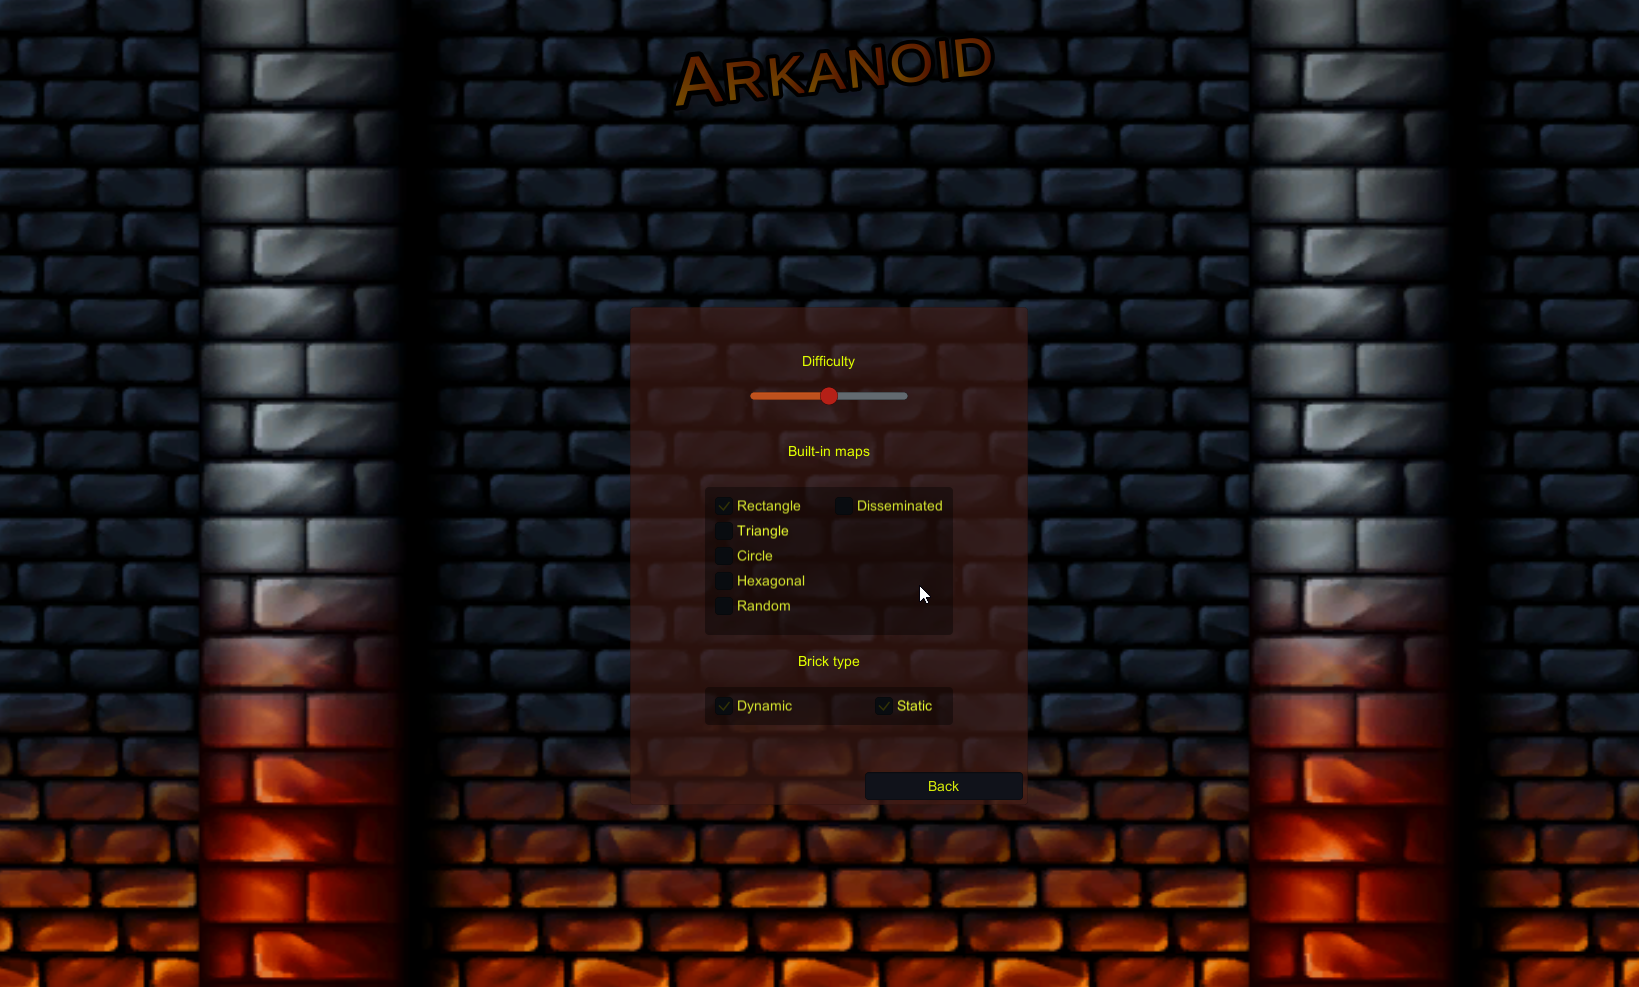 ARKANOID
Difficulty
Built-in maps
Rectangle Disseminated
Triangle
Circle
Hexagonal
Random
Brick type
Dynamic Static
Back